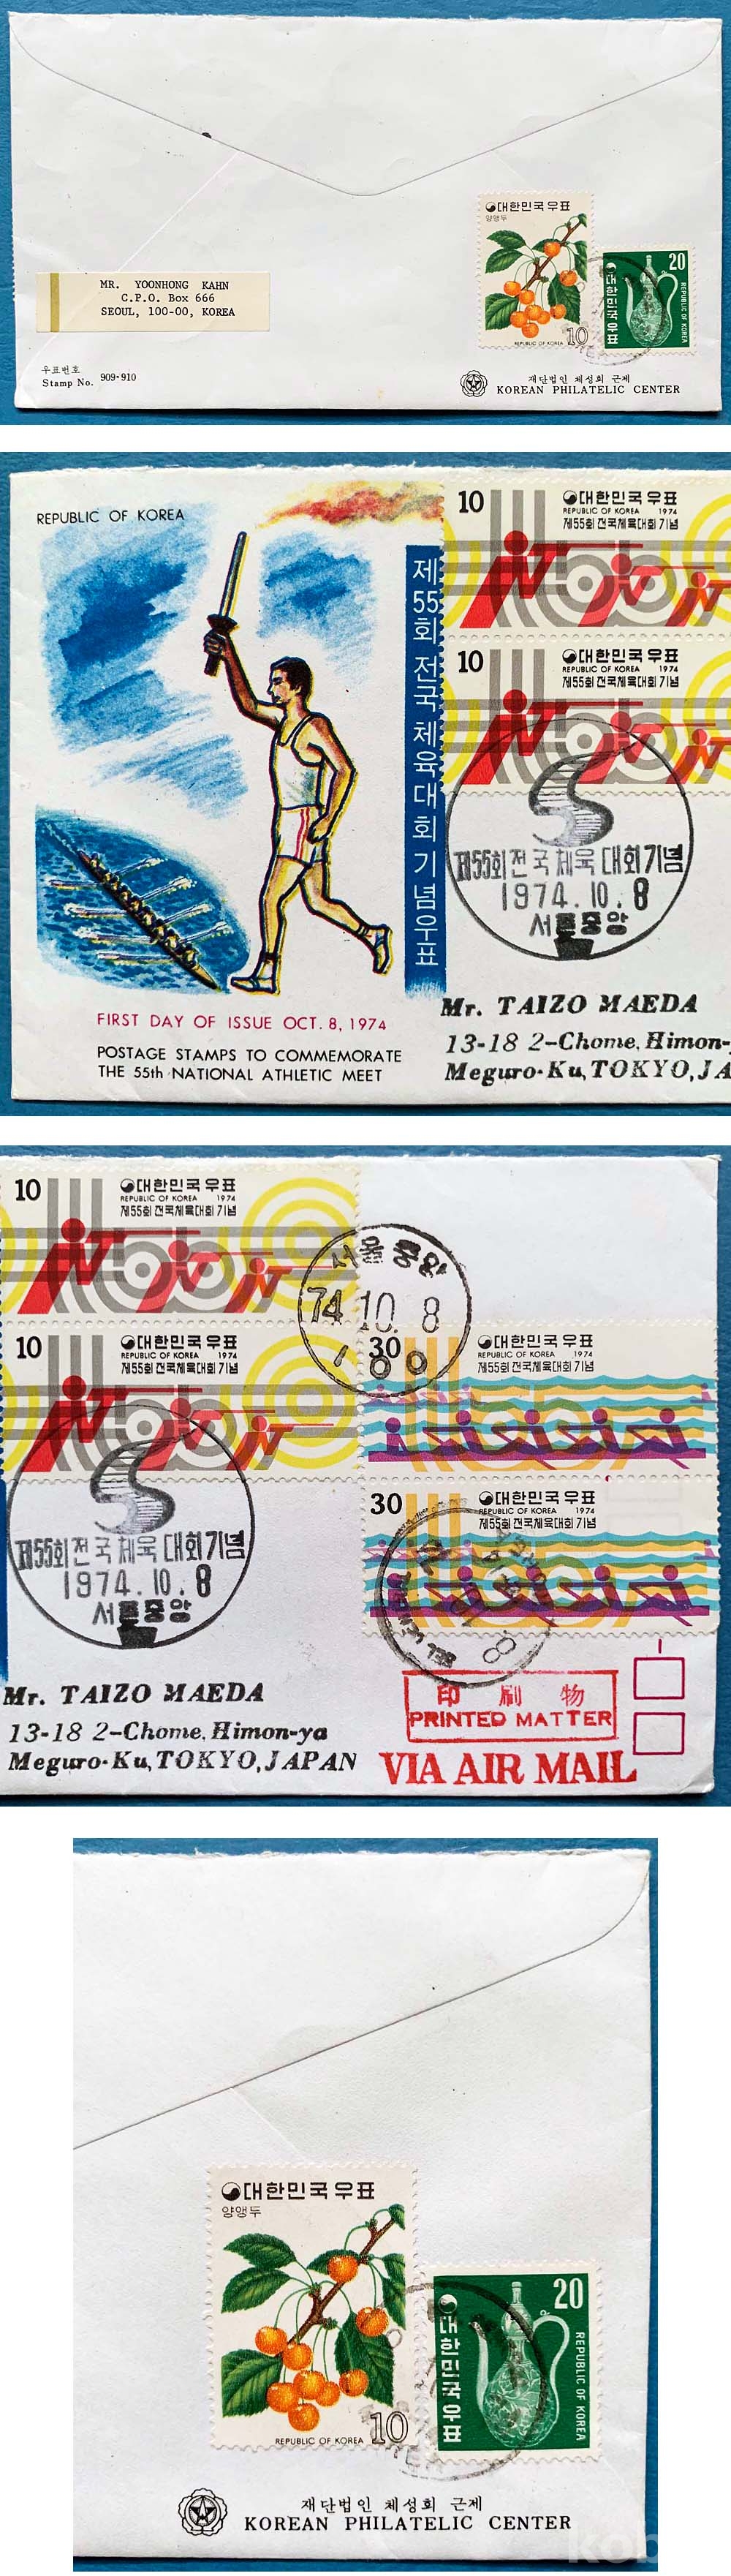 대한민국우표
양앵두
REPUBLIC OF KOREA 10
20
대한민국우표
REPUBLIC OF KOREA
MR. YOONHONG KAHN
C.P.O. Box 666
SEOUL, 100-00, KOREA
우표번호
Stamp No. 909·910
재단법인 체성회 근제
KOREAN PHILATELIC CENTER
REPUBLIC OF KOREA
제55회 전국체육대회기념우표
10 대한민국우표
REPUBLIC OF KOREA 1974
제55회 전국체육대회기념
10 대한민국우표
REPUBLIC OF KOREA 1974
제55회 전국체육대회기념
제55회 전국 체육 대회기념
1974.10.8
서울중앙
FIRST DAY OF ISSUE OCT. 8, 1974
POSTAGE STAMPS TO COMMEMORATE
THE 55th NATIONAL ATHLETIC MEET
Mr. TAIZO MAEDA
13-18 2-Chome, Himon-
Meguro-Ku, TOKYO, JA
10 대한민국우표
REPUBLIC OF KOREA 1974
제55회 전국체육대회기념
10 대한민국우표
REPUBLIC OF KOREA 1974
제55회 전국체육대회기념
서울중앙
74.10.8
30 대한민국우표
REPUBLIC OF KOREA 1974
제55회 전국체육대회기념
30 대한민국우표
REPUBLIC OF KOREA 1974
제55회 전국체육대회기념
제55회 전국 체육 대회기념
1974.10.8
서울중앙
Mr. TAIZO MAEDA
13-18 2-Chome, Himon-ya
Meguro-Ku, TOKYO, JAPAN
印 刷 物
PRINTED MATTER
VIA AIR MAIL
대한민국우표
양앵두
REPUBLIC OF KOREA 10
20
대한민국우표
REPUBLIC OF KOREA
재단법인 체성회 근제
KOREAN PHILATELIC CENTER